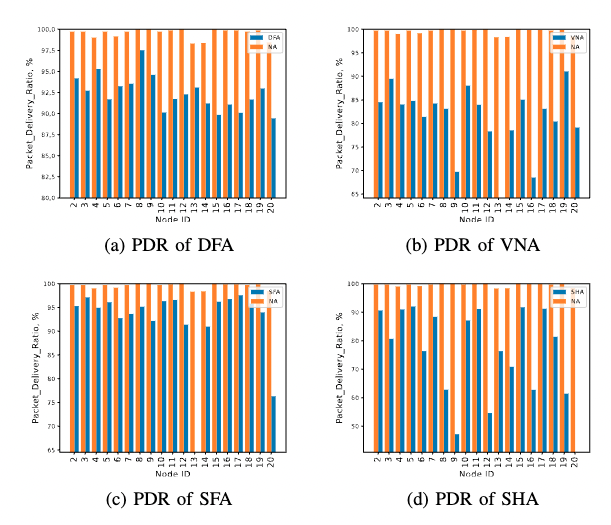 100.0
97.5
95.0
92.5
90.0
87.5
85.0
82.5
80.0
Packet_Delivery_Ratio, %
DFA
NA
2 3 4 5 6 7 8 9 10 11 12 13 14 15 16 17 18 19 20
Node ID
(a) PDR of DFA
100
95
90
85
80
75
70
65
Packet_Delivery_Ratio, %
VNA
NA
2 3 4 5 6 7 8 9 10 11 12 13 14 15 16 17 18 19 20
Node ID
(b) PDR of VNA
100
95
90
85
80
75
70
65
Packet_Delivery_Ratio, %
SFA
NA
2 3 4 5 6 7 8 9 10 11 12 13 14 15 16 17 18 19 20
Node ID
(c) PDR of SFA
100
90
80
70
60
50
Packet_Delivery_Ratio, %
SHA
NA
2 3 4 5 6 7 8 9 10 11 12 13 14 15 16 17 18 19 20
Node ID
(d) PDR of SHA